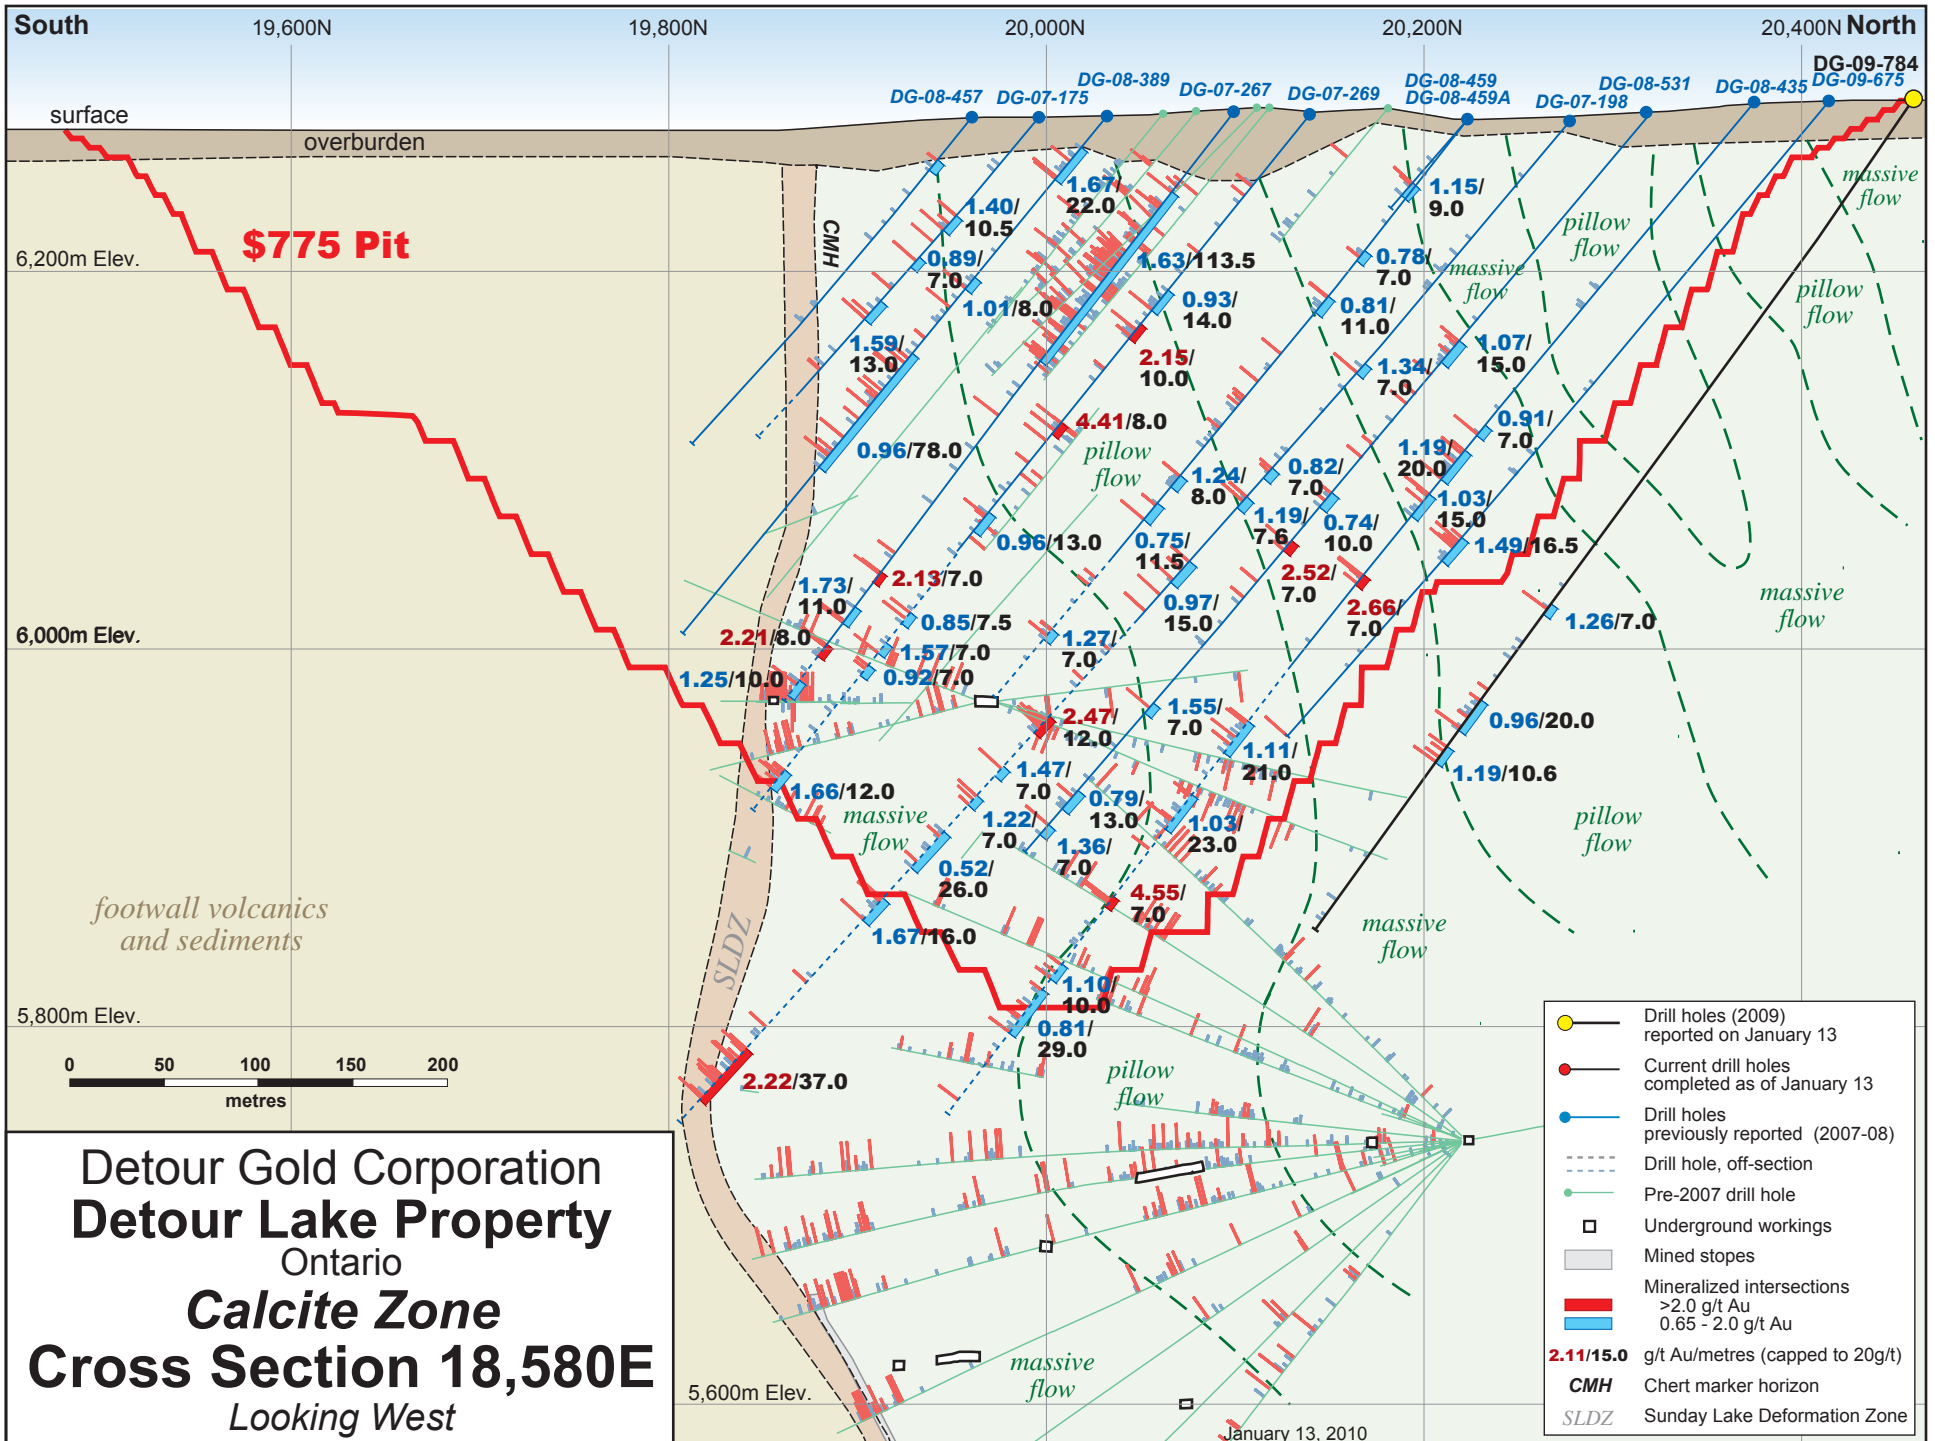 South
19,600N
19,800N
20,000N
20,200N
20,400N
North
DG-09-784
DG-08-457
DG-07-175
DG-08-389
DG-07-267
DG-07-269
DG-08-459
DG-08-459A
DG-07-198
DG-08-531
DG-08-435
DG-09-675
surface
overburden
$775 Pit
CMH
6,200m Elev.
6,000m Elev.
5,800m Elev.
5,600m Elev.
massive
flow
pillow
flow
massive
flow
pillow
flow
pillow
flow
massive
flow
massive
flow
pillow
flow
massive
flow
pillow
flow
massive
flow
1.67/
22.0
1.40/
10.5
0.89/
7.0
1.01/8.0
1.63/113.5
1.15/
9.0
0.78/
7.0
0.93/
14.0
0.81/
11.0
1.59/
13.0
2.15/
10.0
1.34/
7.0
1.07/
15.0
4.41/8.0
0.96/78.0
0.91/
7.0
1.19/
20.0
1.24/
8.0
0.82/
7.0
1.03/
15.0
1.19/
7.6
0.74/
10.0
0.96/13.0
0.75/
11.5
1.49/16.5
2.13/7.0
1.73/
11.0
2.52/
7.0
0.97/
15.0
2.66/
7.0
0.85/7.5
2.21/8.0
1.27/
7.0
1.26/7.0
1.57/7.0
0.92/7.0
1.25/10.0
2.47/
12.0
1.55/
7.0
0.96/20.0
1.11/
21.0
1.47/
7.0
1.19/10.6
1.66/12.0
0.79/
13.0
1.22/
7.0
1.03/
23.0
1.36/
7.0
0.52/
26.0
4.55/
7.0
1.67/16.0
1.10/
10.0
0.81/
29.0
2.22/37.0
footwall volcanics
and sediments
SLDZ
0 50 100 150 200
metres
Detour Gold Corporation
Detour Lake Property
Ontario
Calcite Zone
Cross Section 18,580E
Looking West
January 13, 2010
Drill holes (2009)
reported on January 13
Current drill holes
completed as of January 13
Drill holes
previously reported (2007-08)
Drill hole, off-section
Pre-2007 drill hole
Underground workings
Mined stopes
Mineralized intersections
>2.0 g/t Au
0.65 - 2.0 g/t Au
2.11/15.0 g/t Au/metres (capped to 20g/t)
CMH Chert marker horizon
SLDZ Sunday Lake Deformation Zone